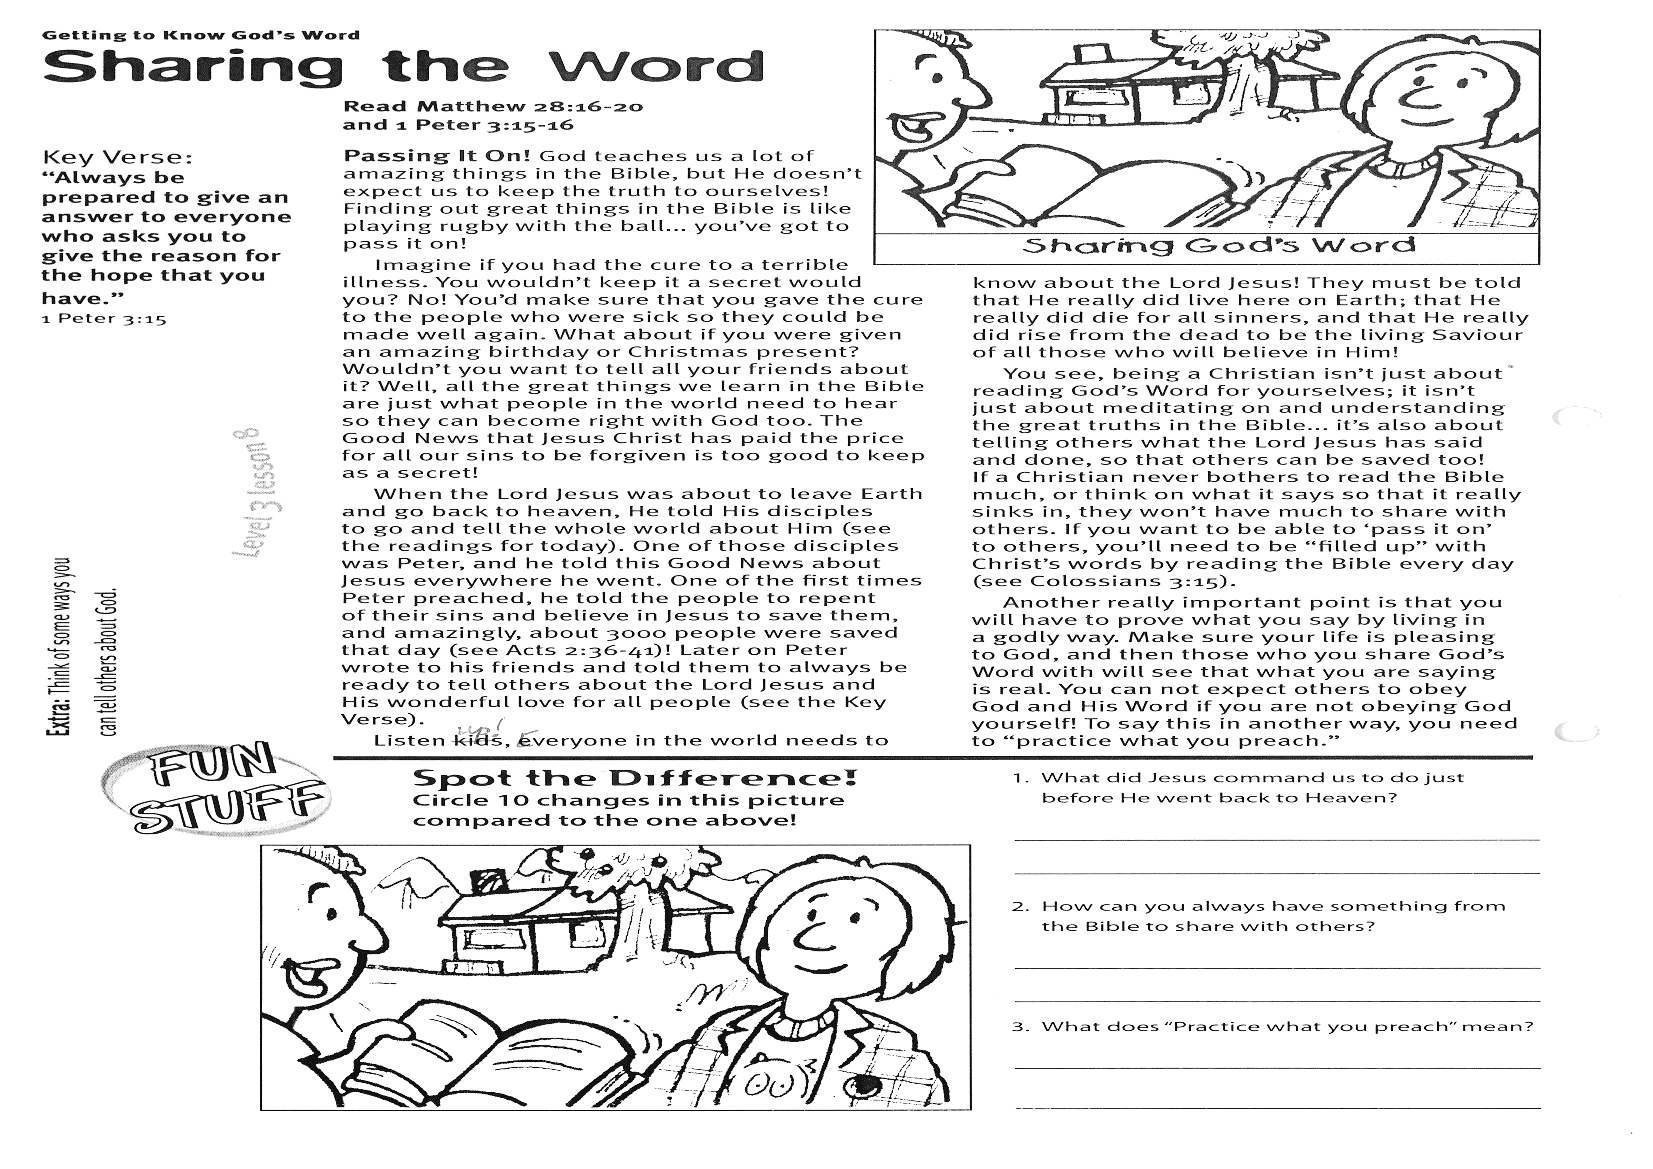 Getting to Know God's Word
Sharing the Word
Read Matthew 28:16-20
and 1 Peter 3:15-16
Key Verse:
“Always be
prepared to give an
answer to everyone
who asks you to
give the reason for
the hope that you
have.”
1 Peter 3:15
Level 3 lesson 8
Extra: Think of some ways you
can tell others about God.
Passing It On! God teaches us a lot of
amazing things in the Bible, but He doesn't
expect us to keep the truth to ourselves!
Finding out great things in the Bible is like
playing rugby with the ball... you've got to
pass it on!
Imagine if you had the cure to a terrible
illness. You wouldn't keep it a secret would
you? No! You'd make sure that you gave the cure
to the people who were sick so they could be
made well again. What about if you were given
an amazing birthday or Christmas present?
Wouldn't you want to tell all your friends about
it? Well, all the great things we learn in the Bible
are just what people in the world need to hear
so they can become right with God too. The
Good News that Jesus Christ has paid the price
for all our sins to be forgiven is too good to keep
as a secret!
When the Lord Jesus was about to leave Earth
and go back to heaven, He told His disciples
to go and tell the whole world about Him (see
the readings for today). One of those disciples
was Peter, and he told this Good News about
Jesus everywhere he went. One of the first times
Peter preached, he told the people to repent
of their sins and believe in Jesus to save them,
and amazingly, about 3000 people were saved
that day (see Acts 2:36-41)! Later on Peter
wrote to his friends and told them to always be
ready to tell others about the Lord Jesus and
His wonderful love for all people (see the Key
Verse).
up!
Listen kids, everyone in the world needs to
Sharing God's Word
know about the Lord Jesus! They must be told
that He really did live here on Earth; that He
really did die for all sinners, and that He really
did rise from the dead to be the living Saviour
of all those who will believe in Him!
You see, being a Christian isn't just about
reading God's Word for yourselves; it isn't
just about meditating on and understanding
the great truths in the Bible... it's also about
telling others what the Lord Jesus has said
and done, so that others can be saved too!
If a Christian never bothers to read the Bible
much, or think on what it says so that it really
sinks in, they won't have much to share with
others. If you want to be able to ‘pass it on’
to others, you'll need to be “filled up” with
Christ's words by reading the Bible every day
(see Colossians 3:15).
Another really important point is that you
will have to prove what you say by living in
a godly way. Make sure your life is pleasing
to God, and then those who you share God's
Word with will see that what you are saying
is real. You can not expect others to obey
God and His Word if you are not obeying God
yourself! To say this in another way, you need
to “practice what you preach.”
FUN
STUFF
Spot the Difference!
Circle 10 changes in this picture
compared to the one above!
1. What did Jesus command us to do just
before He went back to Heaven?
2. How can you always have something from
the Bible to share with others?
3. What does “Practice what you preach” mean?